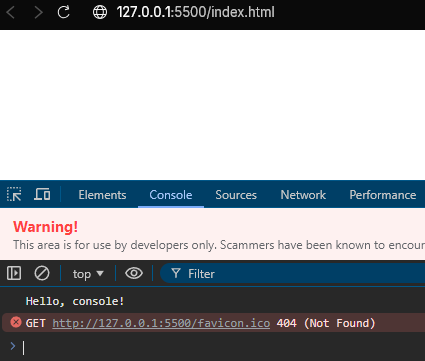 127.0.0.1:5500/index.html
Elements Console Sources Network Performance
Warning!
This area is for use by developers only. Scammers have been known to encour
top Filter
Hello, console!
GET http://127.0.0.1:5500/favicon.ico 404 (Not Found)